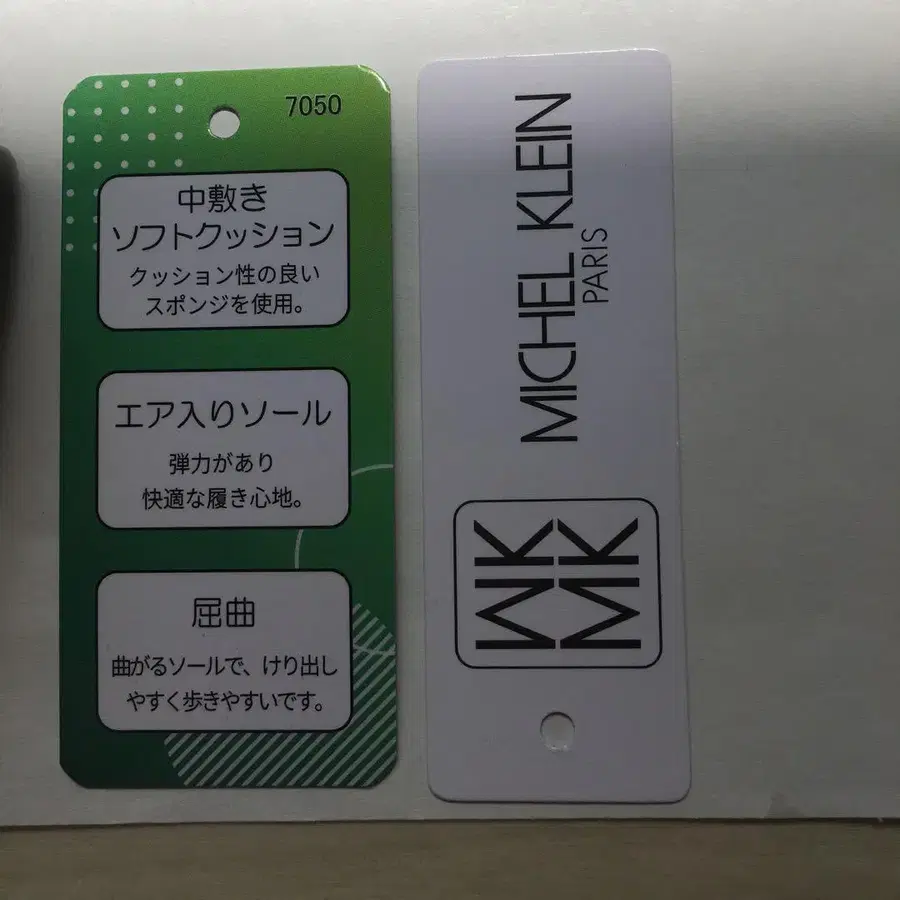 7050
中敷き
ソフトクッション
クッション性の良い
スポンジを使用。
エア入りソール
弾力があり
快適な履き心地。
屈曲
曲がるソールで、けり出し
やすく歩きやすいです。
MICHEL KLEIN
PARIS
MK
MK